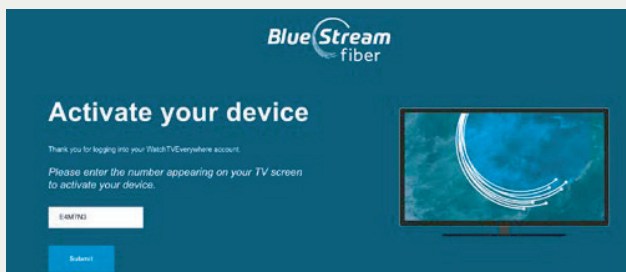 Blue Stream
fiber
Activate your device
Thank you for logging into your WatchTVEverywhere account.
Please enter the number appearing on your TV screen
to activate your device.
E4M7N3
Submit